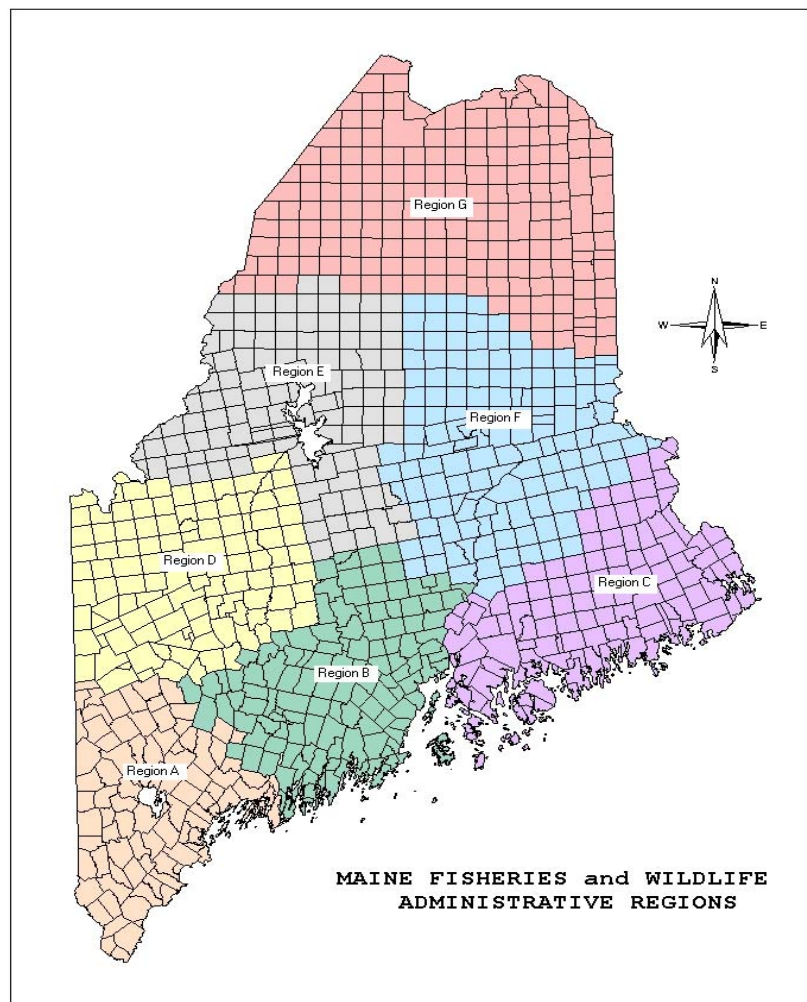 Region G
N
W E
S
Region E
Region F
Region D
Region C
Region B
Region A
MAINE FISHERIES and WILDLIFE
ADMINISTRATIVE REGIONS